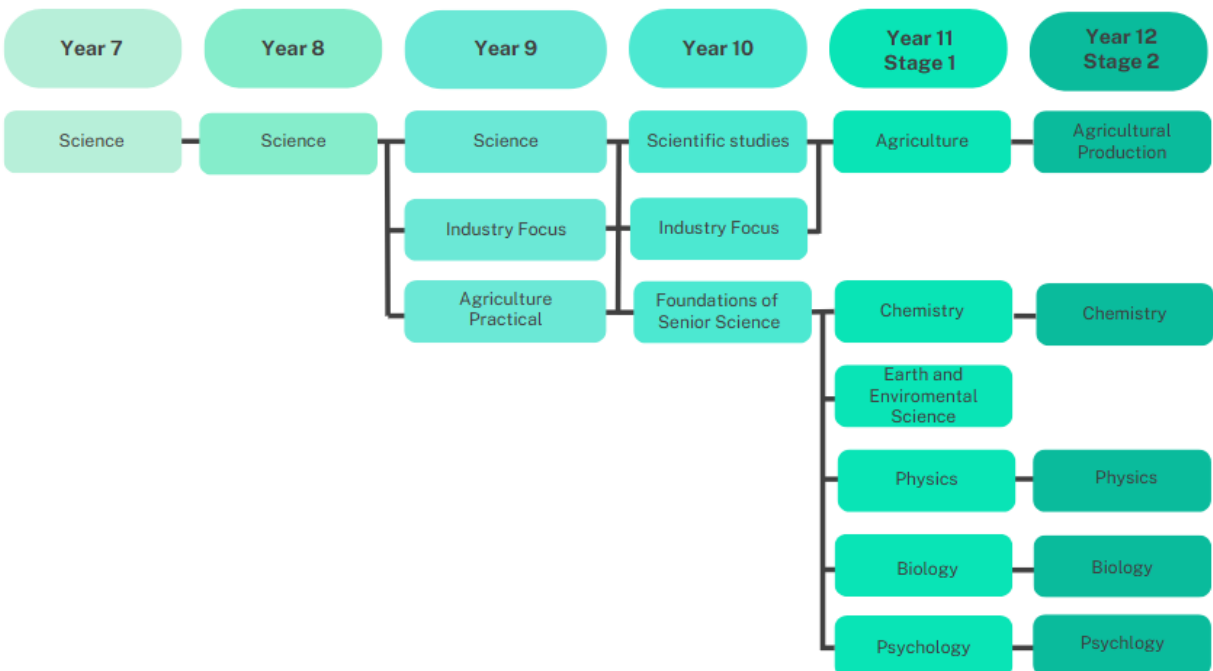 Year 7
Year 8
Year 9
Year 10
Year 11
Stage 1
Year 12
Stage 2
Science
Science
Science
Scientific studies
Agriculture
Agricultural
Production
Industry Focus
Industry Focus
Agriculture
Practical
Foundations of
Senior Science
Chemistry
Chemistry
Earth and
Enviromental
Science
Physics
Physics
Biology
Biology
Psychology
Psychlogy